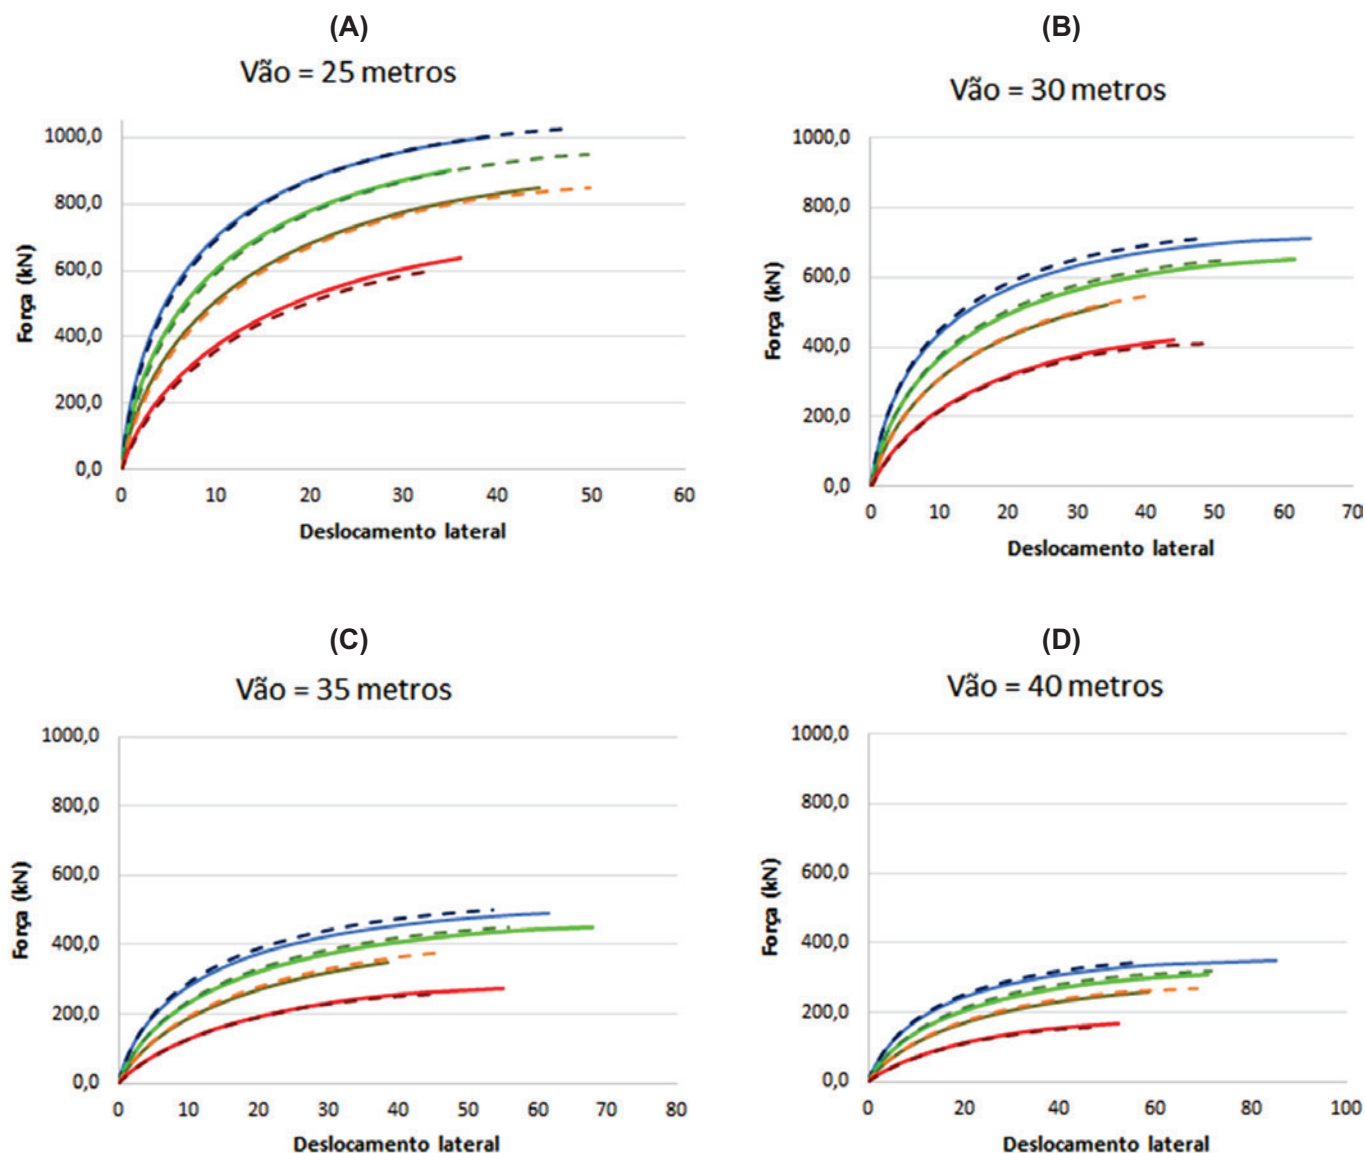 (A)
Vão = 25 metros
Força (kN)
1000,0
800,0
600,0
400,0
200,0
0,0
0 10 20 30 40 50 60
Deslocamento lateral
(B)
Vão = 30 metros
Força (kN)
1000,0
800,0
600,0
400,0
200,0
0,0
0 10 20 30 40 50 60 70
Deslocamento lateral
(C)
Vão = 35 metros
Força (kN)
1000,0
800,0
600,0
400,0
200,0
0,0
0 10 20 30 40 50 60 70 80
Deslocamento lateral
(D)
Vão = 40 metros
Força (kN)
1000,0
800,0
600,0
400,0
200,0
0,0
0 20 40 60 80 100
Deslocamento lateral